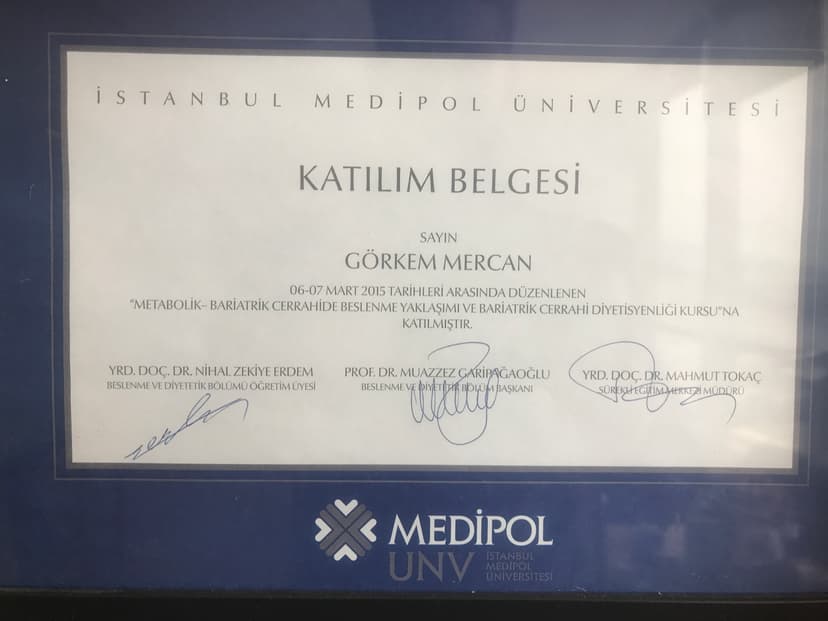 İSTANBUL MEDİPOL ÜNİVERSİTESİ
KATILIM BELGESİ
SAYIN
GÖRKEM MERCAN
06-07 MART 2015 TARİHLERİ ARASINDA DÜZENLENEN
"METABOLİK– BARİATRİK CERRAHİDE BESLENME YAKLAŞIMI VE BARİATRİK CERRAHİ DİYETİSYENLİĞİ KURSU"NA
KATILMIŞTIR.
YRD. DOÇ. DR. NİHAL ZEKİYE ERDEM
BESLENME VE DİYETETİK BÖLÜMÜ ÖĞRETİM ÜYESİ
PROF. DR. MUAZZEZ GARİPAĞAOĞLU
BESLENME VE DİYETETİK BÖLÜM BAŞKANI
YRD. DOÇ. DR. MAHMUT TOKAÇ
SÜREKLİ EĞİTİM MERKEZİ MÜDÜRÜ
MEDİPOL
UNV
İSTANBUL
MEDİPOL
ÜNİVERSİTESİ